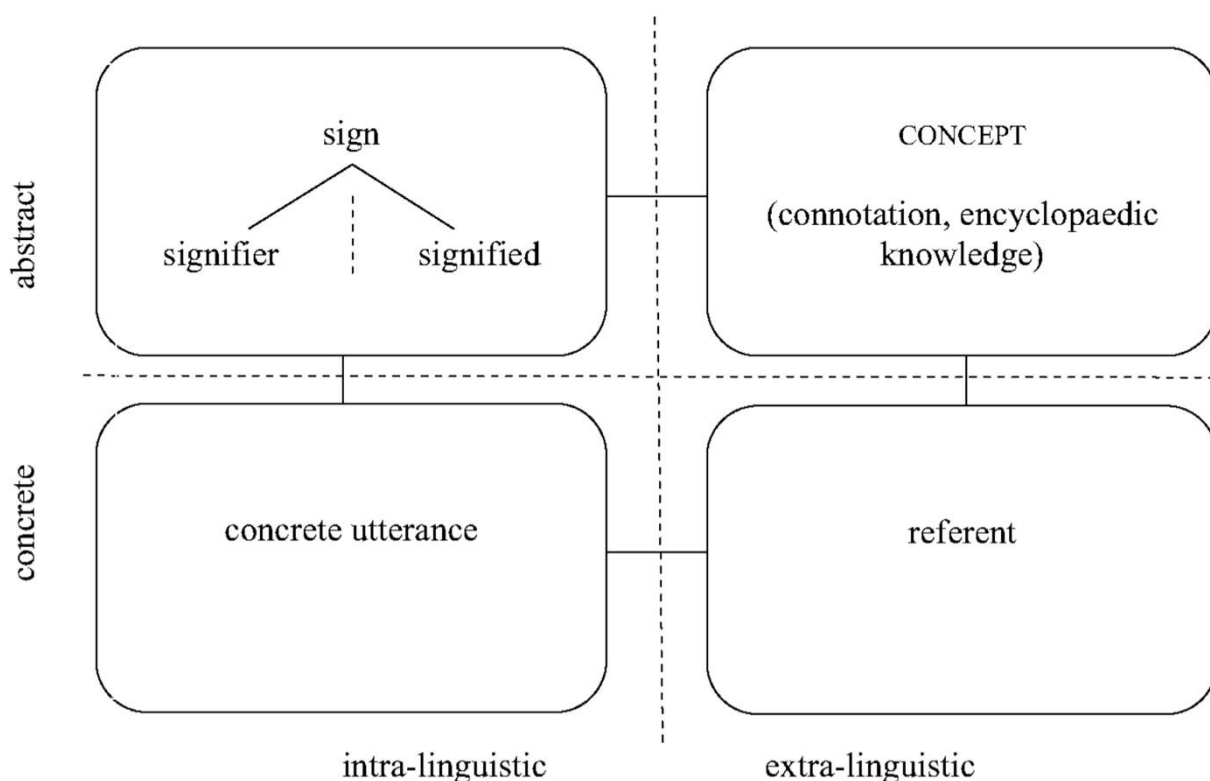 sign
signifier
signified
CONCEPT
(connotation, encyclopaedic
knowledge)
abstract
concrete utterance
referent
concrete
intra-linguistic
extra-linguistic